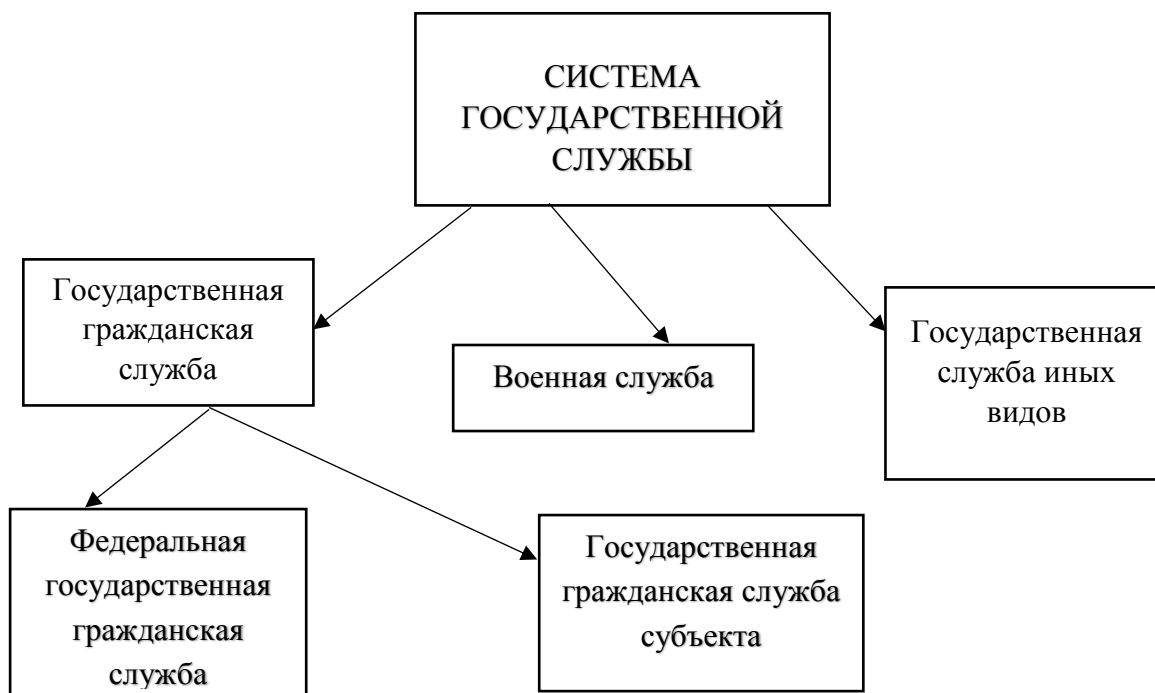 СИСТЕМА
ГОСУДАРСТВЕННОЙ
СЛУЖБЫ
Государственная
гражданская
служба
Военная служба
Государственная
служба иных
видов
Федеральная
государственная
гражданская
служба
Государственная
гражданская служба
субъекта